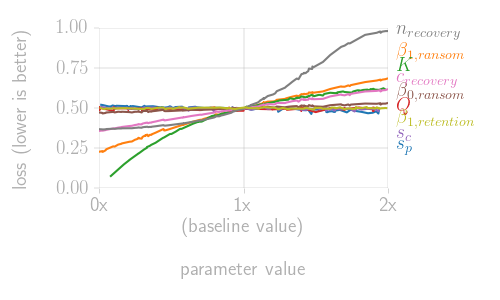 1.00
0.75
0.50
0.25
0.00
loss (lower is better)
0x
1x
2x
(baseline value)
parameter value
n_recovery
β_1,ransom
K
c_recovery
β_0,ransom
Q
β_1,retention
s_c
s_p